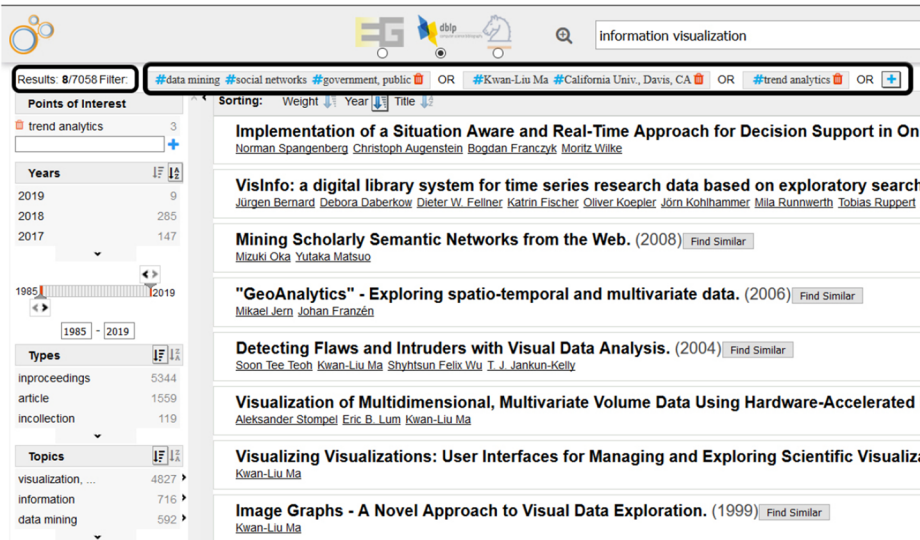 EG
dblp
information visualization
Results: 8/7058 Filter:
#data mining #social networks #government, public OR #Kwan-Liu Ma #California Univ., Davis, CA OR #trend analytics OR +
Points of Interest
trend analytics 3
+
Years
2019 9
2018 285
2017 147
1985 2019
1985 - 2019
Types
inproceedings 5344
article 1559
incollection 119
Topics
visualization, ... 4827
information 716
data mining 592
Sorting: Weight Year Title
Implementation of a Situation Aware and Real-Time Approach for Decision Support in On
Norman Spangenberg Christoph Augenstein Bogdan Franczyk Moritz Wilke
VisInfo: a digital library system for time series research data based on exploratory search
Jürgen Bernard Debora Daberkow Dieter W. Fellner Katrin Fischer Oliver Koepler Jörn Kohlhammer Mila Runnwerth Tobias Ruppert
Mining Scholarly Semantic Networks from the Web. (2008) Find Similar
Mizuki Oka Yutaka Matsuo
"GeoAnalytics" - Exploring spatio-temporal and multivariate data. (2006) Find Similar
Mikael Jern Johan Franzén
Detecting Flaws and Intruders with Visual Data Analysis. (2004) Find Similar
Soon Tee Teoh Kwan-Liu Ma Shyhtsun Felix Wu T. J. Jankun-Kelly
Visualization of Multidimensional, Multivariate Volume Data Using Hardware-Accelerated
Aleksander Stompel Eric B. Lum Kwan-Liu Ma
Visualizing Visualizations: User Interfaces for Managing and Exploring Scientific Visualiza
Kwan-Liu Ma
Image Graphs - A Novel Approach to Visual Data Exploration. (1999) Find Similar
Kwan-Liu Ma